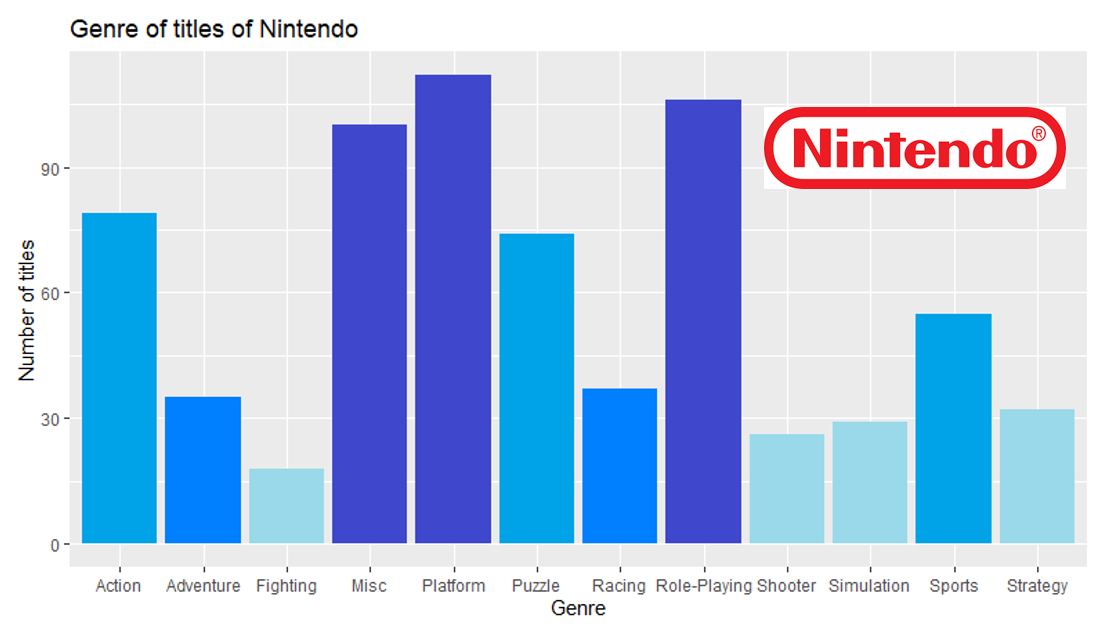 Genre of titles of Nintendo
Nintendo®
90
60
30
0
Number of titles
Action Adventure Fighting Misc Platform Puzzle Racing Role-Playing Shooter Simulation Sports Strategy
Genre